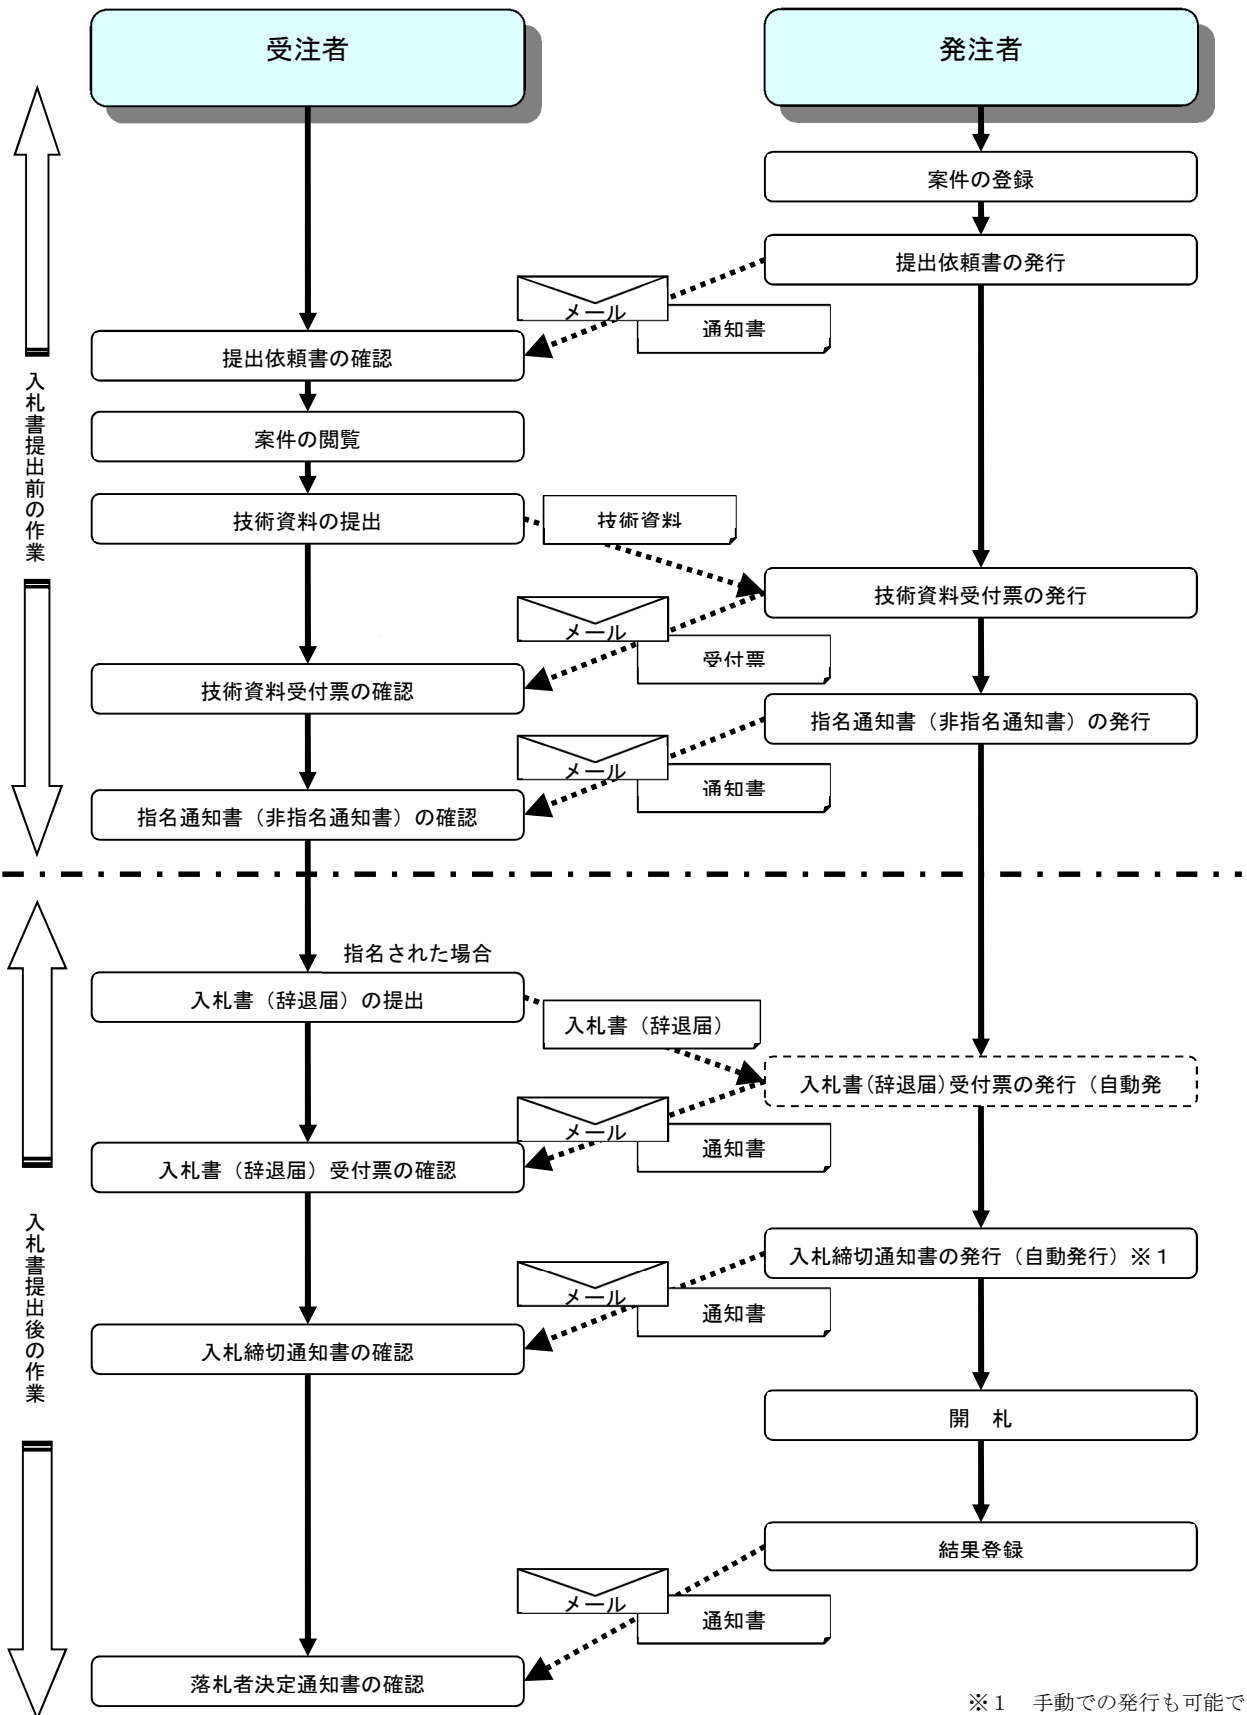 受注者
発注者
案件の登録
提出依頼書の発行
メール
通知書
提出依頼書の確認
案件の閲覧
技術資料の提出
技術資料
技術資料受付票の発行
メール
受付票
技術資料受付票の確認
指名通知書（非指名通知書）の発行
メール
通知書
指名通知書（非指名通知書）の確認
入札書提出前の作業
指名された場合
入札書（辞退届）の提出
入札書（辞退届）
入札書(辞退届)受付票の発行（自動発
メール
通知書
入札書（辞退届）受付票の確認
入札締切通知書の発行（自動発行）※１
メール
通知書
入札締切通知書の確認
入札書提出後の作業
開　札
結果登録
メール
通知書
落札者決定通知書の確認
※１　手動での発行も可能で